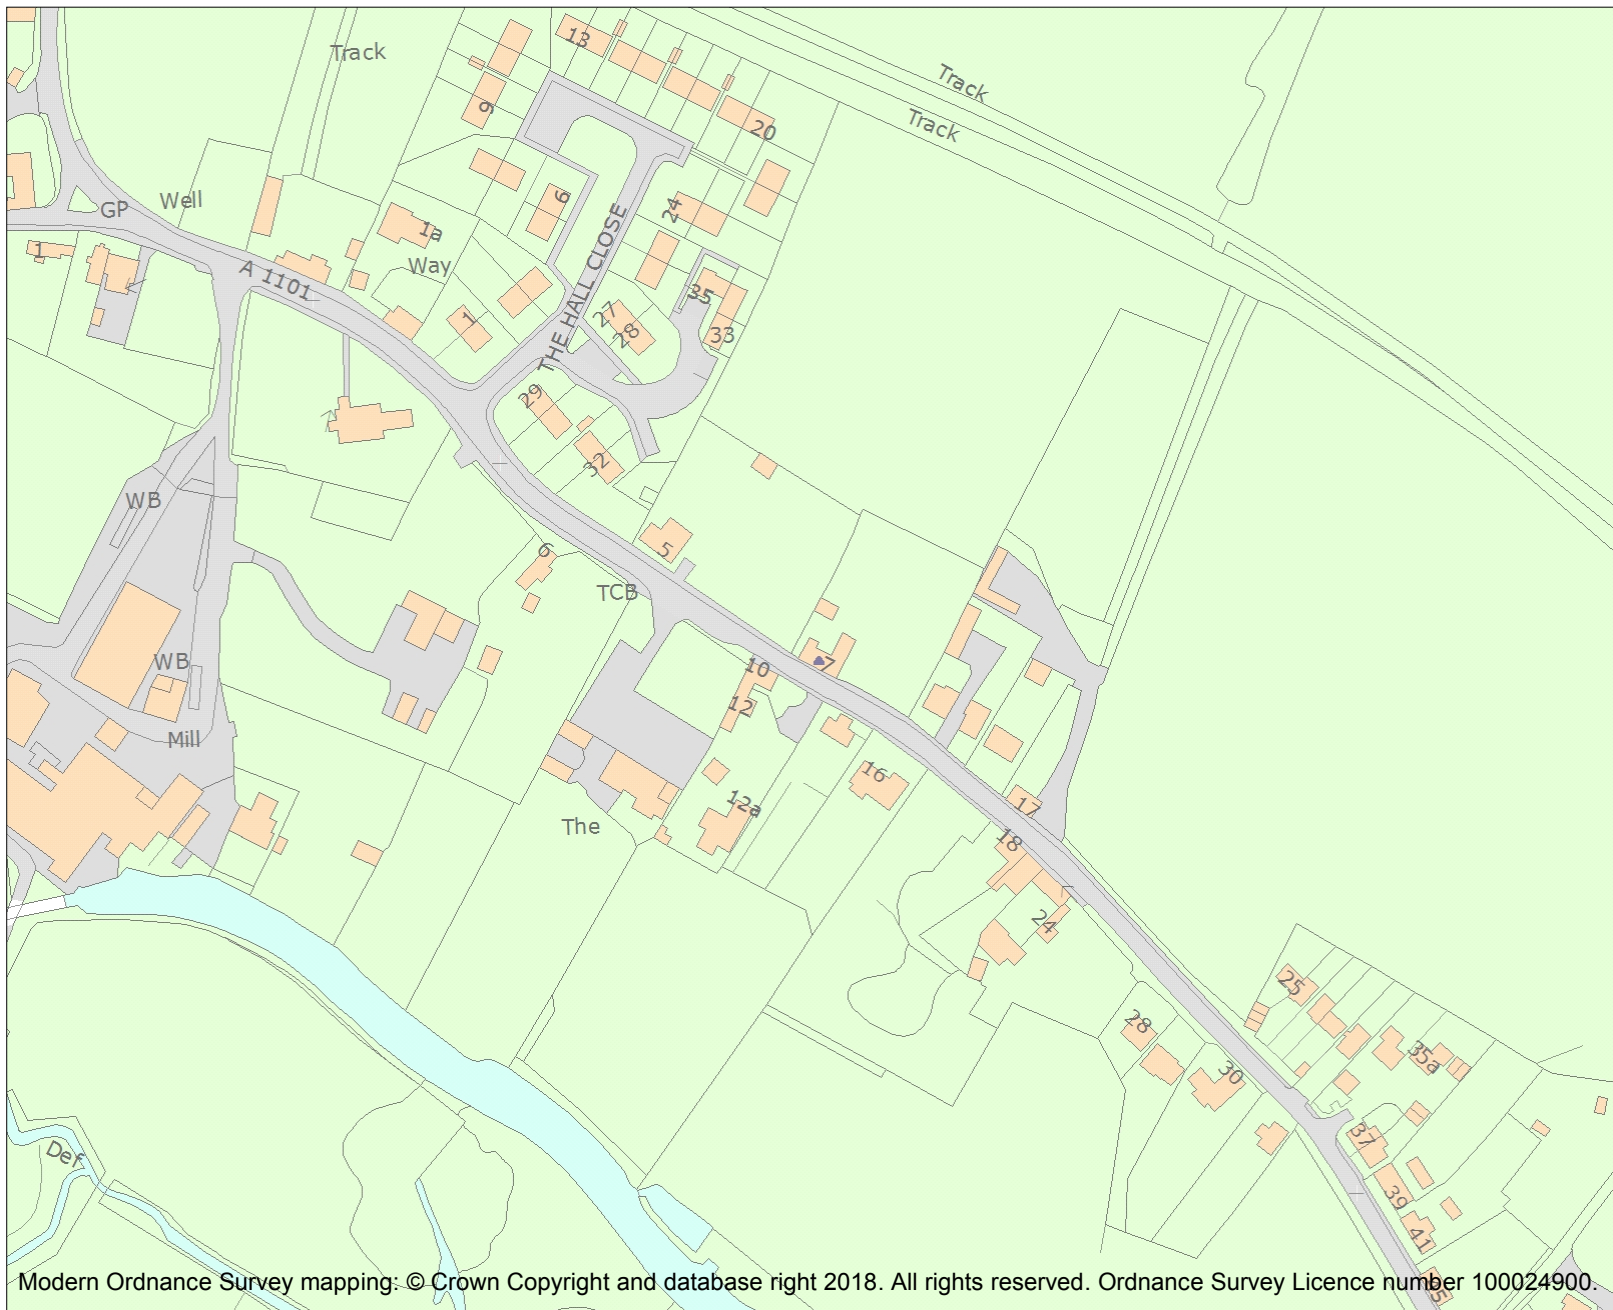 13
Track
Track
9
20
Track
Well
GP
6
24
1a
THE HALL CLOSE
1
Way
A 1101
35
27
1
28
33
29
32
WB
5
6
TCB
WB
10
7
12
Mill
16
12a
17
The
18
24
25
28
35a
30
37
Def
39
41
Modern Ordnance Survey mapping: © Crown Copyright and database right 2018. All rights reserved. Ordnance Survey Licence number 100024900.